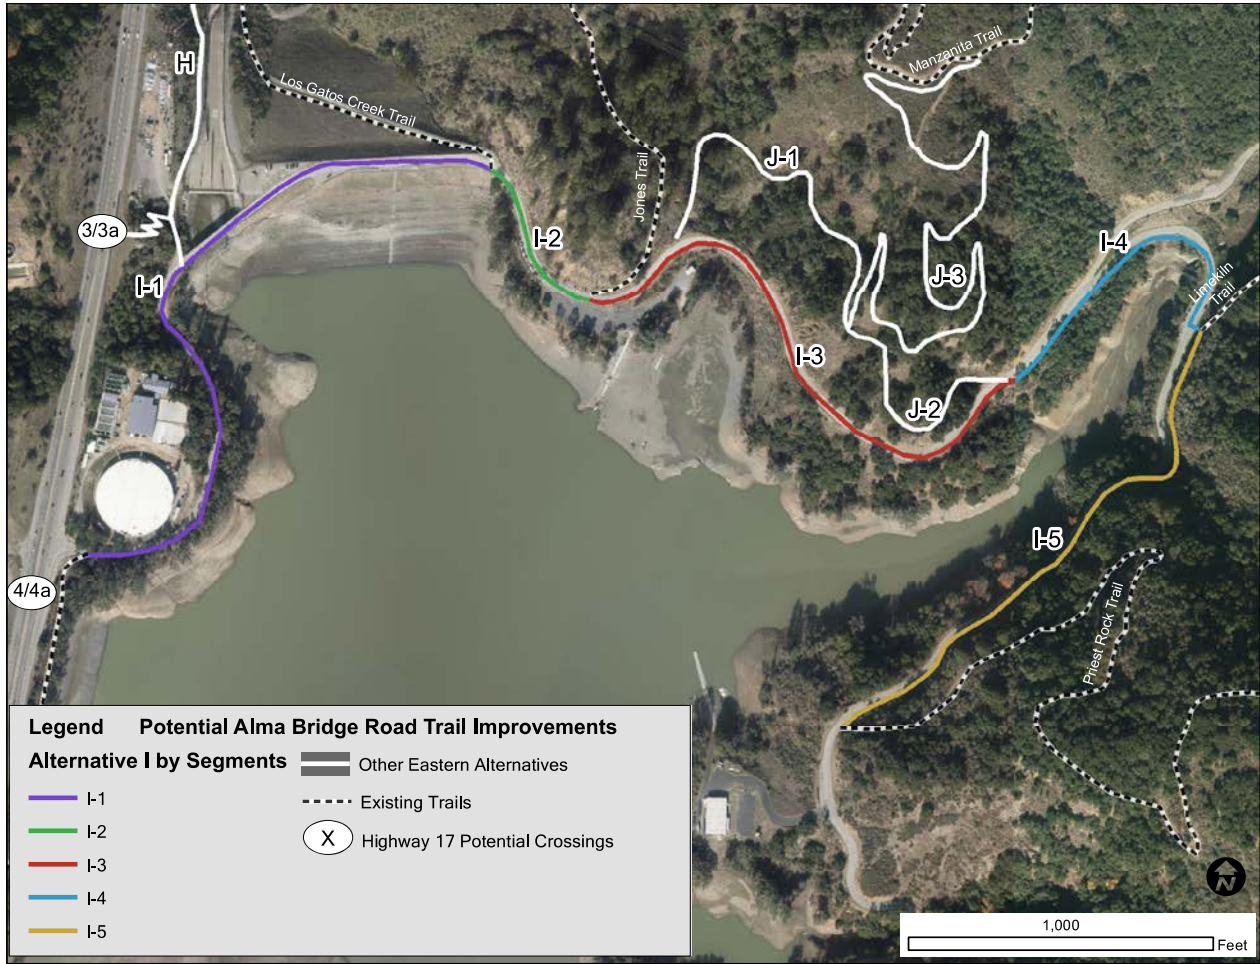 H
Los Gatos Creek Trail
Manzanita Trail
J-1
Jones Trail
3/3a
I-2
I-4
I-1
J-3
Limekiln
Trail
I-3
J-2
I-5
4/4a
Priest Rock Trail
Legend Potential Alma Bridge Road Trail Improvements
Alternative I by Segments
Other Eastern Alternatives
I-1
Existing Trails
I-2
X Highway 17 Potential Crossings
I-3
I-4
I-5
N
1,000
Feet